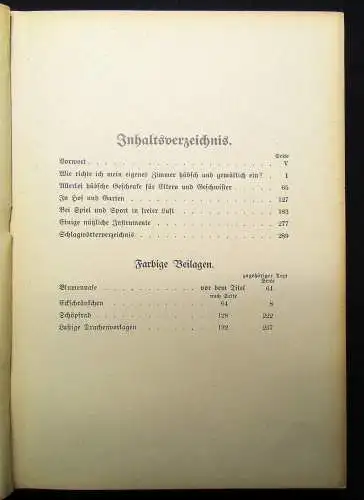 Inhaltsverzeichnis.
Seite
Vorwort . . . . . . . . . . . . . . V
Wie richte ich mein eigenes Zimmer hübsch und gemütlich ein? . 1
Allerlei hübsche Geschenke für Eltern und Geschwister . . . 65
In Hof und Garten . . . . . . . . . . . 127
Bei Spiel und Sport in freier Luft . . . . . . . . 183
Einige nützliche Instrumente . . . . . . . . . 277
Schlagwörterverzeichnis . . . . . . . . . . 289
Farbige Beilagen.
zugehöriger Text
Seite
Blumenvase . . . . . . . . vor dem Titel 61
nach Seite
Eckschränkchen . . . . . . . . 64 8
Schöpfrad . . . . . . . . . . 128 222
Lustige Drachenvorlagen . . . . . . 192 237